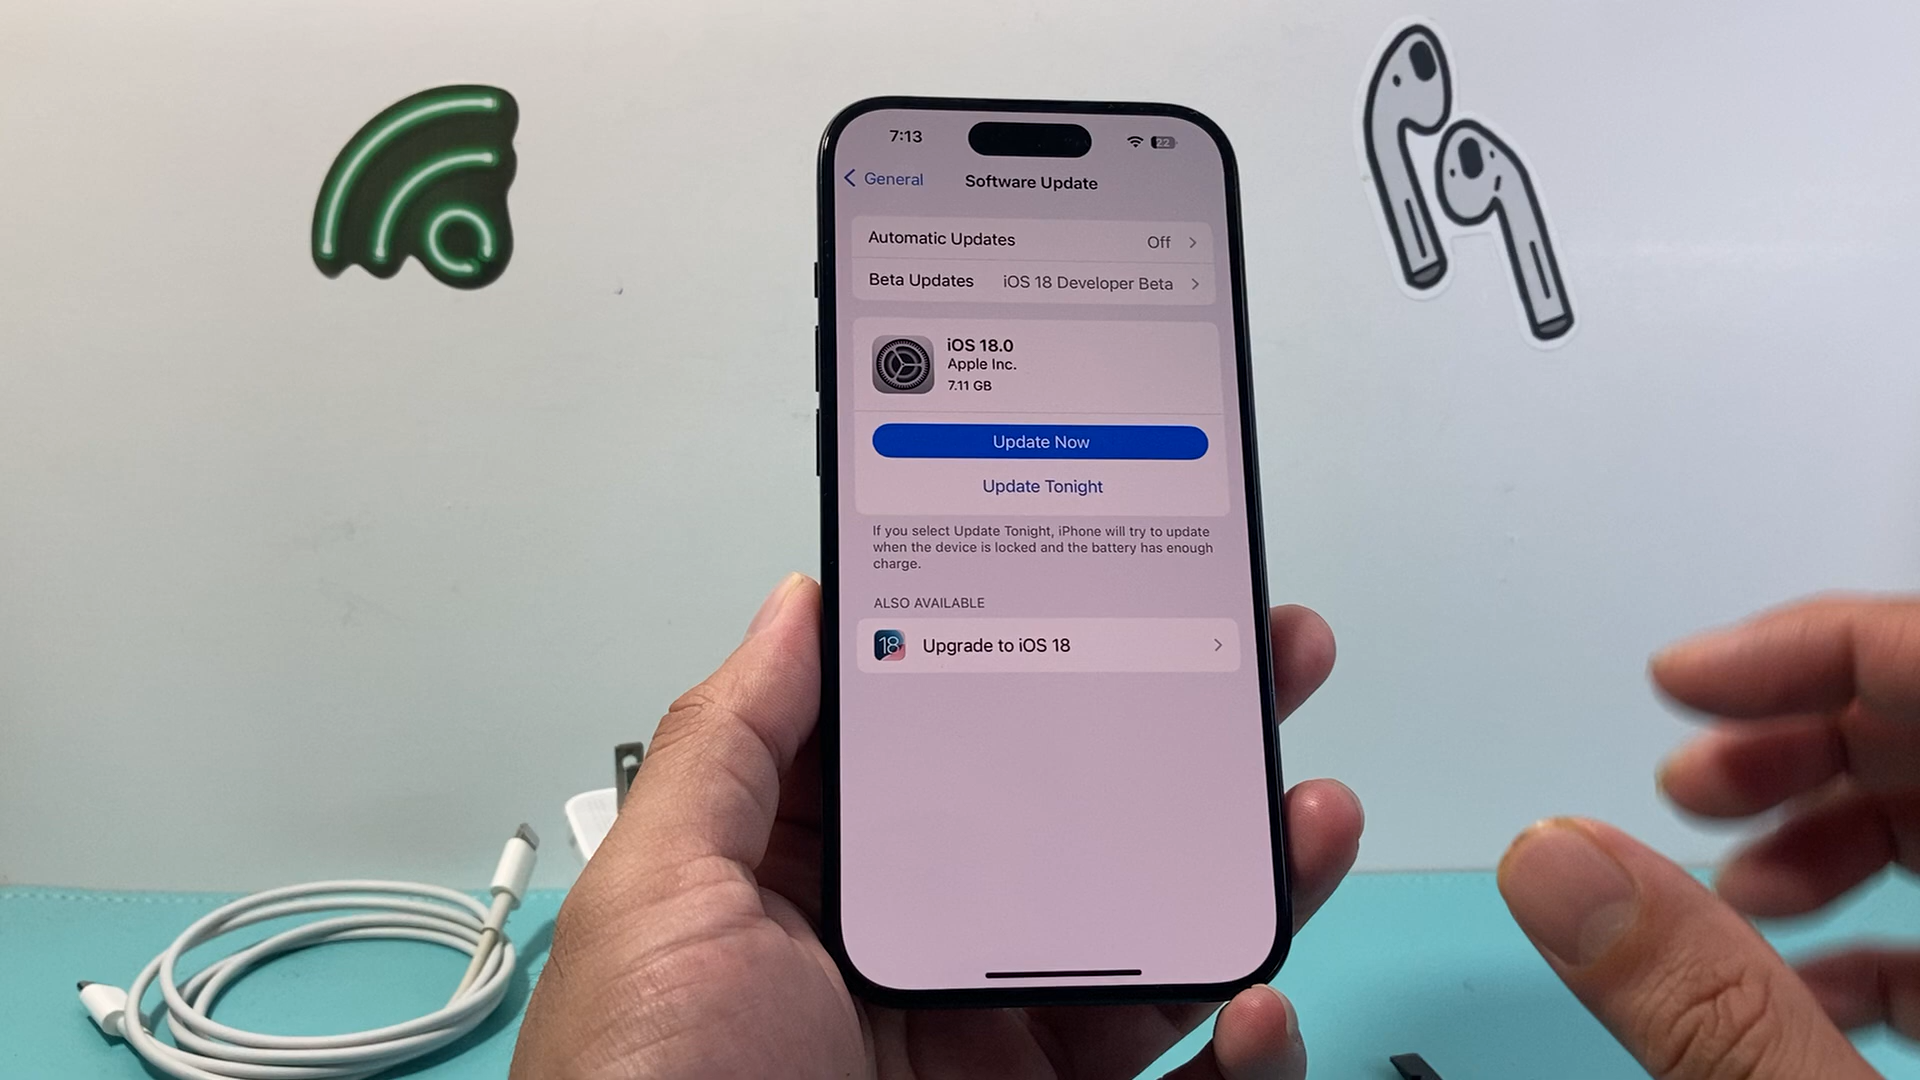 7:13
22
General
Software Update
Automatic Updates Off
Beta Updates iOS 18 Developer Beta
iOS 18.0
Apple Inc.
7.11 GB
Update Now
Update Tonight
If you select Update Tonight, iPhone will try to update
when the device is locked and the battery has enough
charge.
ALSO AVAILABLE
18 Upgrade to iOS 18